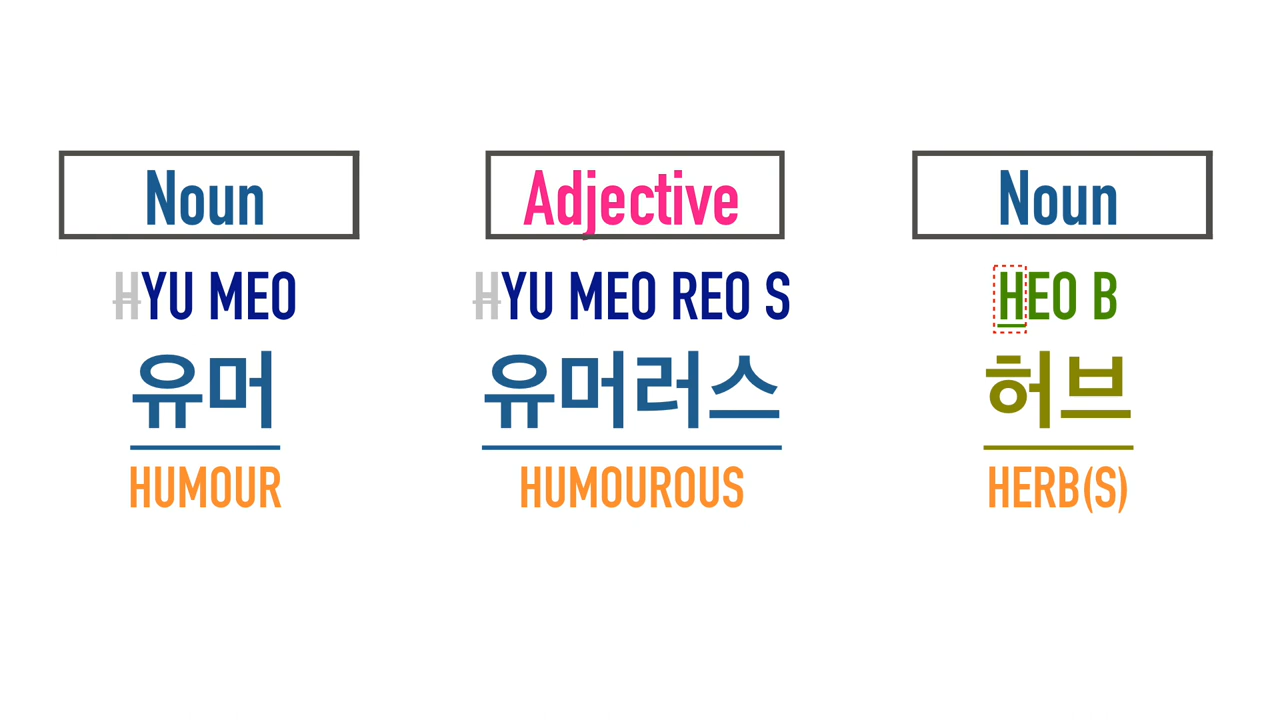 Noun
HYU MEO
유머
HUMOUR
Adjective
HYU MEO REO S
유머러스
HUMOUROUS
Noun
HEO B
허브
HERB(S)